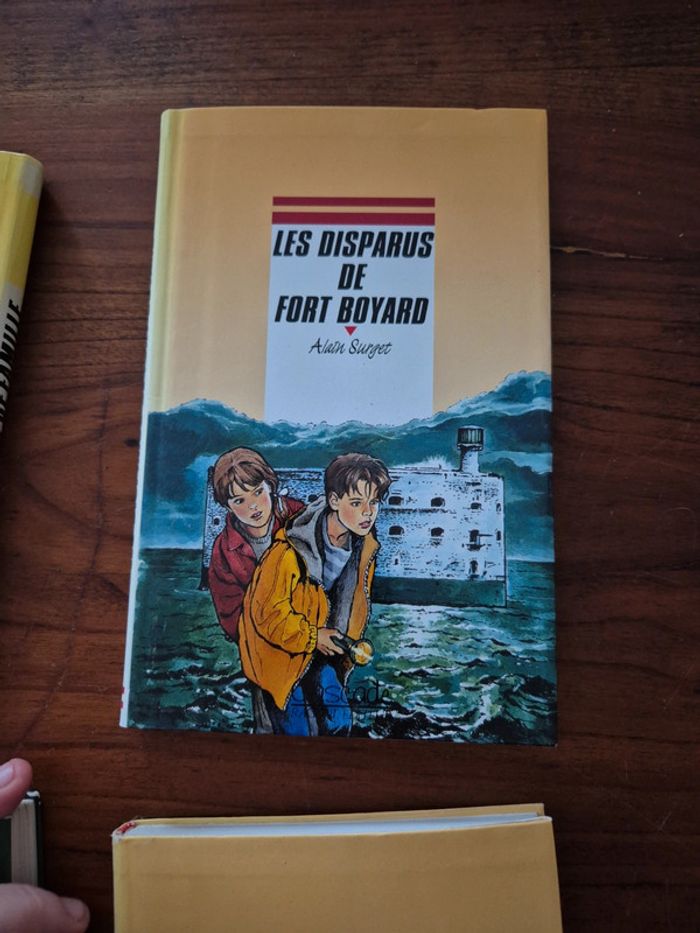 LES DISPARUS
DE
FORT BOYARD
Alain Surget